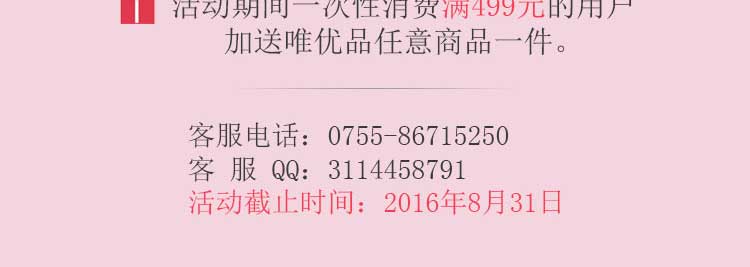 活动期间一次性消费满499元的用户
加送唯优品任意商品一件。
客服电话：0755-86715250
客 服 QQ：3114458791
活动截止时间：2016年8月31日